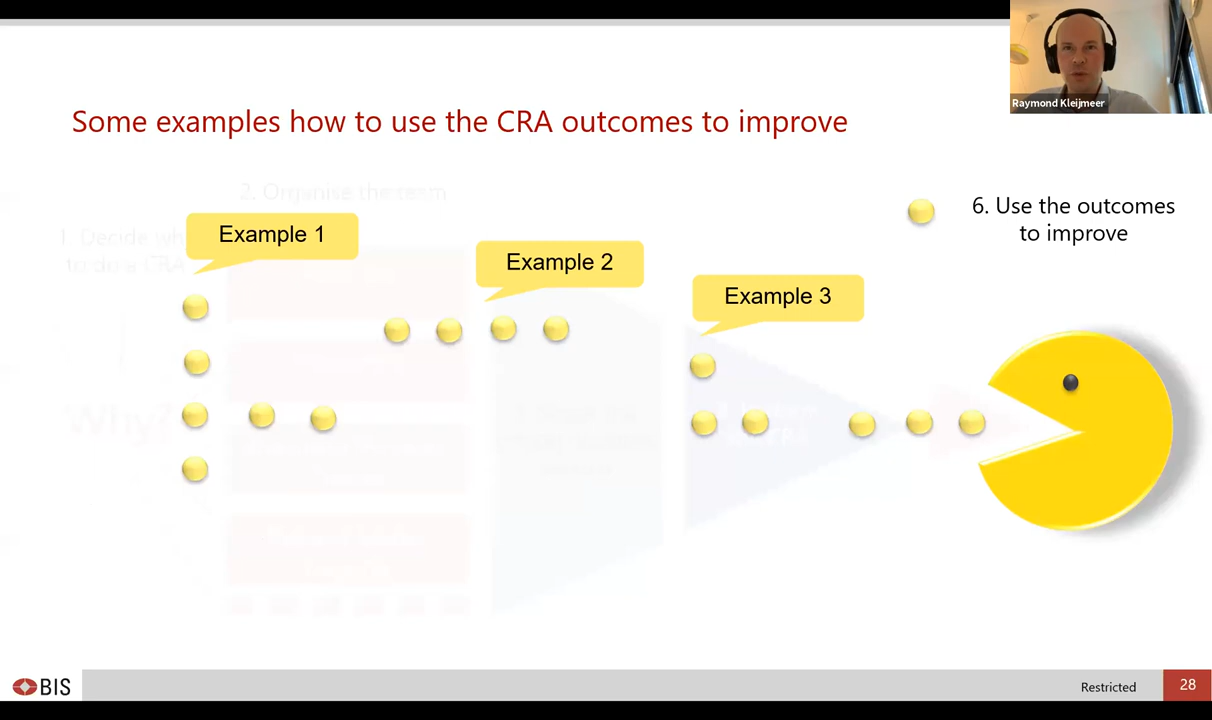 Raymond Kleijmeer
Some examples how to use the CRA outcomes to improve
2. Organise the team
Example 1
6. Use the outcomes
to improve
1. Decide
to do a CRA
Example 2
Example 3
Why?
BIS
Restricted
28